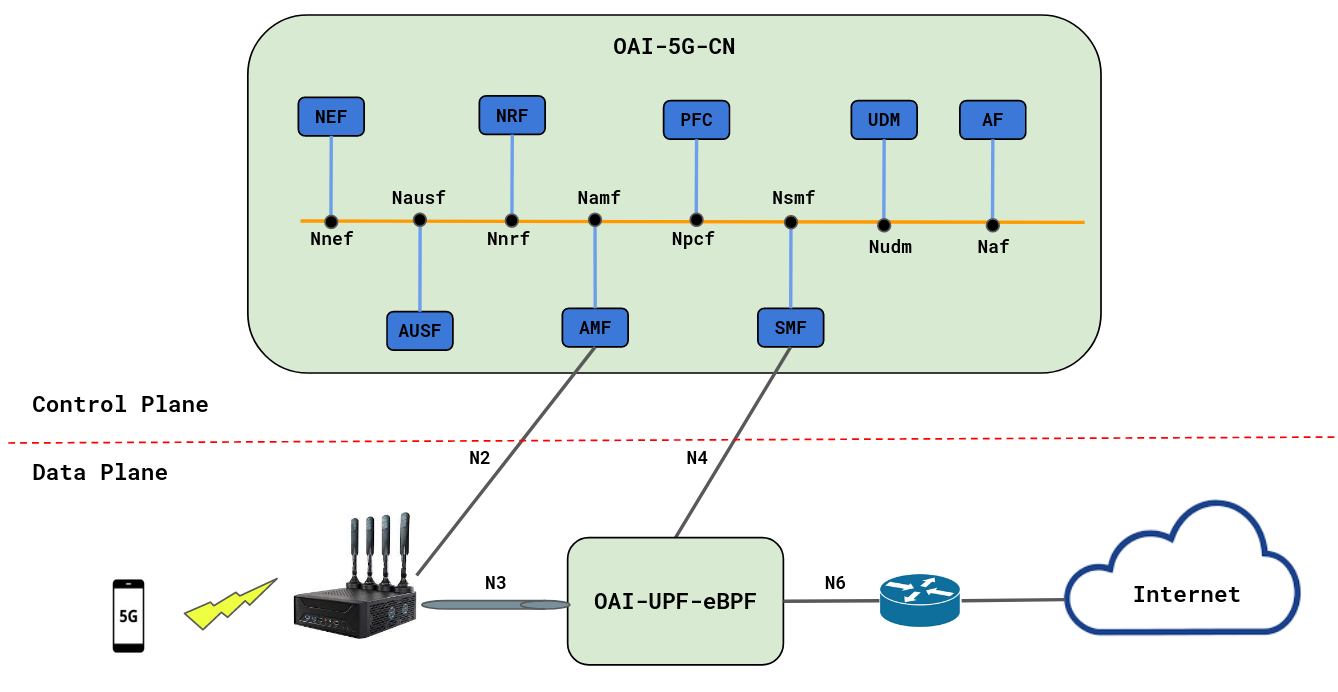 OAI-5G-CN
NEF
NRF
PFC
UDM
AF
Nausf
Namf
Nsmf
Nnef
Nnrf
Npcf
Nudm
Naf
AUSF
AMF
SMF
Control Plane
Data Plane
N2
N4
N3
N6
5G
OAI-UPF-eBPF
Internet